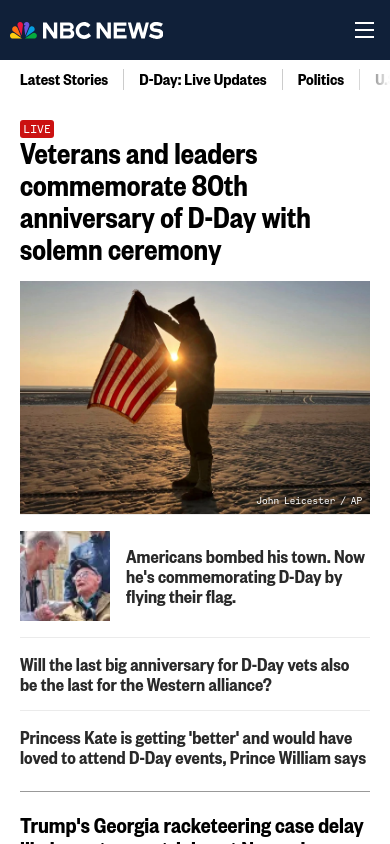 NBC NEWS
Latest Stories
D-Day: Live Updates
Politics
LIVE
Veterans and leaders
commemorate 80th
anniversary of D-Day with
solemn ceremony
John Leicester / AP
Americans bombed his town. Now
he's commemorating D-Day by
flying their flag.
Will the last big anniversary for D-Day vets also
be the last for the Western alliance?
Princess Kate is getting 'better' and would have
loved to attend D-Day events, Prince William says
Trump's Georgia racketeering case delay